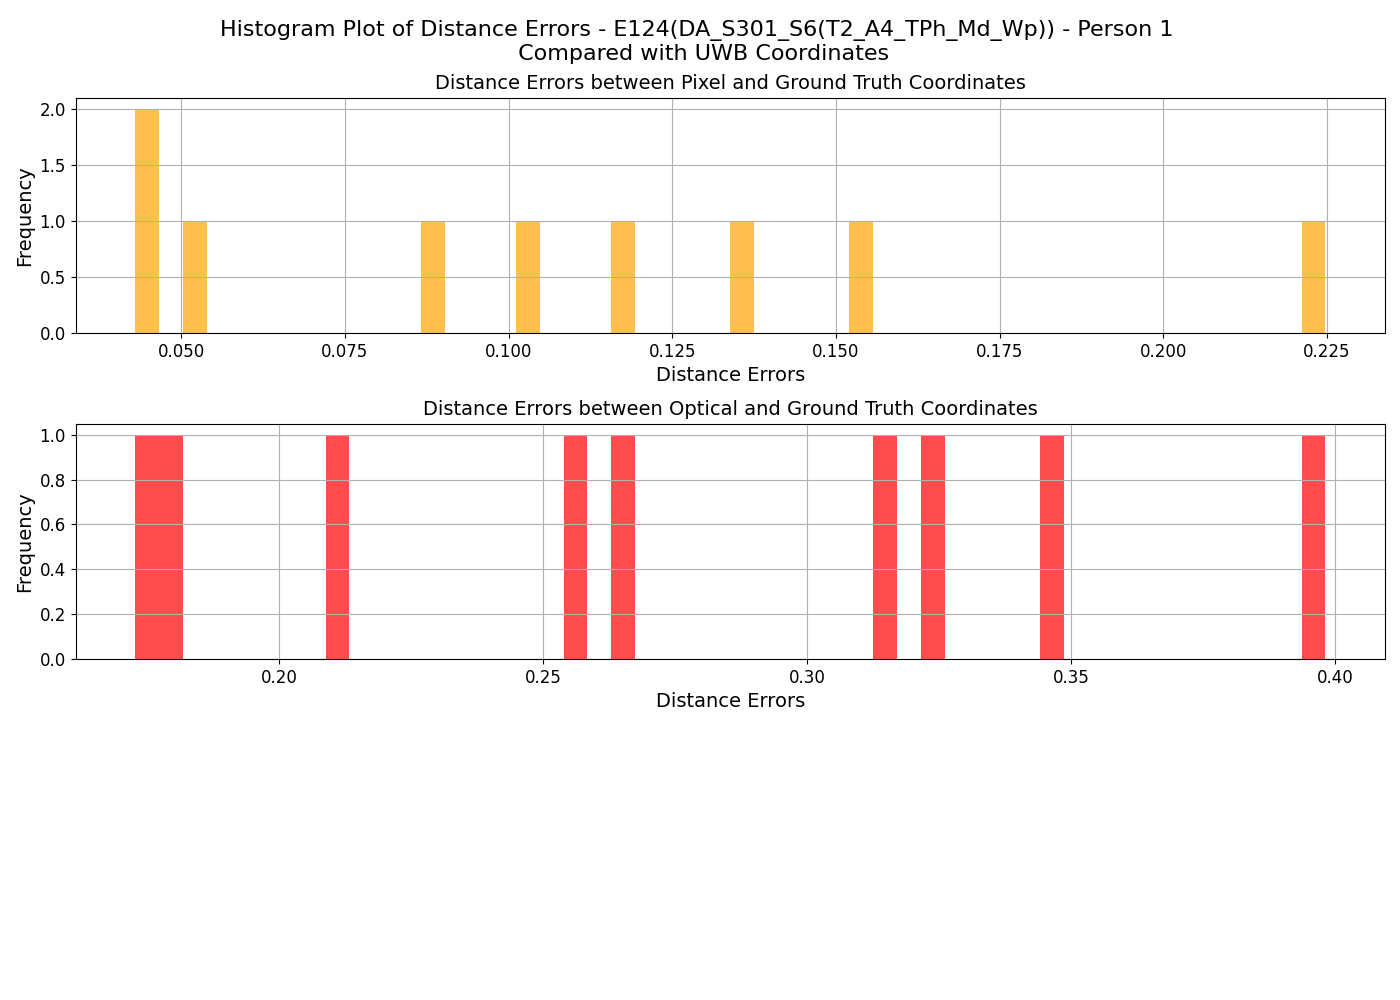 Histogram Plot of Distance Errors - E124(DA_S301_S6(T2_A4_TPh_Md_Wp)) - Person 1
Compared with UWB Coordinates
Distance Errors between Pixel and Ground Truth Coordinates
2.0
1.5
1.0
0.5
0.0
Frequency
0.050 0.075 0.100 0.125 0.150 0.175 0.200 0.225
Distance Errors
Distance Errors between Optical and Ground Truth Coordinates
1.0
0.8
0.6
0.4
0.2
0.0
Frequency
0.20 0.25 0.30 0.35 0.40
Distance Errors